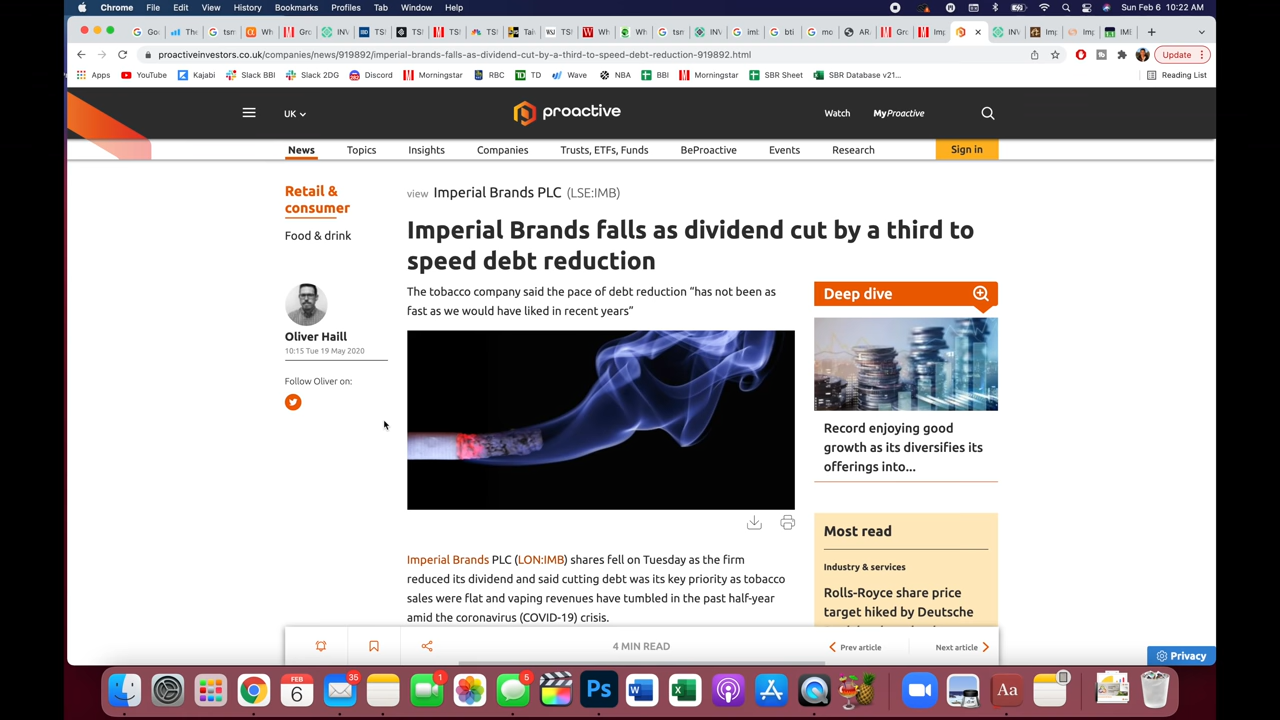 Chrome File Edit View History Bookmarks Profiles Tab Window Help
Sun Feb 6 10:22 AM
proactiveinvestors.co.uk/companies/news/919892/imperial-brands-falls-as-dividend-cut-by-a-third-to-speed-debt-reduction-919892.html
Update
Apps YouTube Kajabi Slack BBI Slack 2DG Discord Morningstar RBC TD Wave NBA BBI Morningstar SBR Sheet SBR Database v21... Reading List
UK proactive Watch MyProactive
News Topics Insights Companies Trusts, ETFs, Funds BeProactive Events Research Sign in
Retail &
consumer
Food & drink
view Imperial Brands PLC (LSE:IMB)
Imperial Brands falls as dividend cut by a third to
speed debt reduction
The tobacco company said the pace of debt reduction "has not been as
fast as we would have liked in recent years"
Oliver Haill
10:15 Tue 19 May 2020
Follow Oliver on:
Deep dive
Record enjoying good
growth as its diversifies its
offerings into...
Most read
Industry & services
Rolls-Royce share price
target hiked by Deutsche
Imperial Brands PLC (LON:IMB) shares fell on Tuesday as the firm
reduced its dividend and said cutting debt was its key priority as tobacco
sales were flat and vaping revenues have tumbled in the past half-year
amid the coronavirus (COVID-19) crisis.
4 MIN READ
Prev article
Next article
Privacy
FEB
6
35
1
5
Ps
Aa